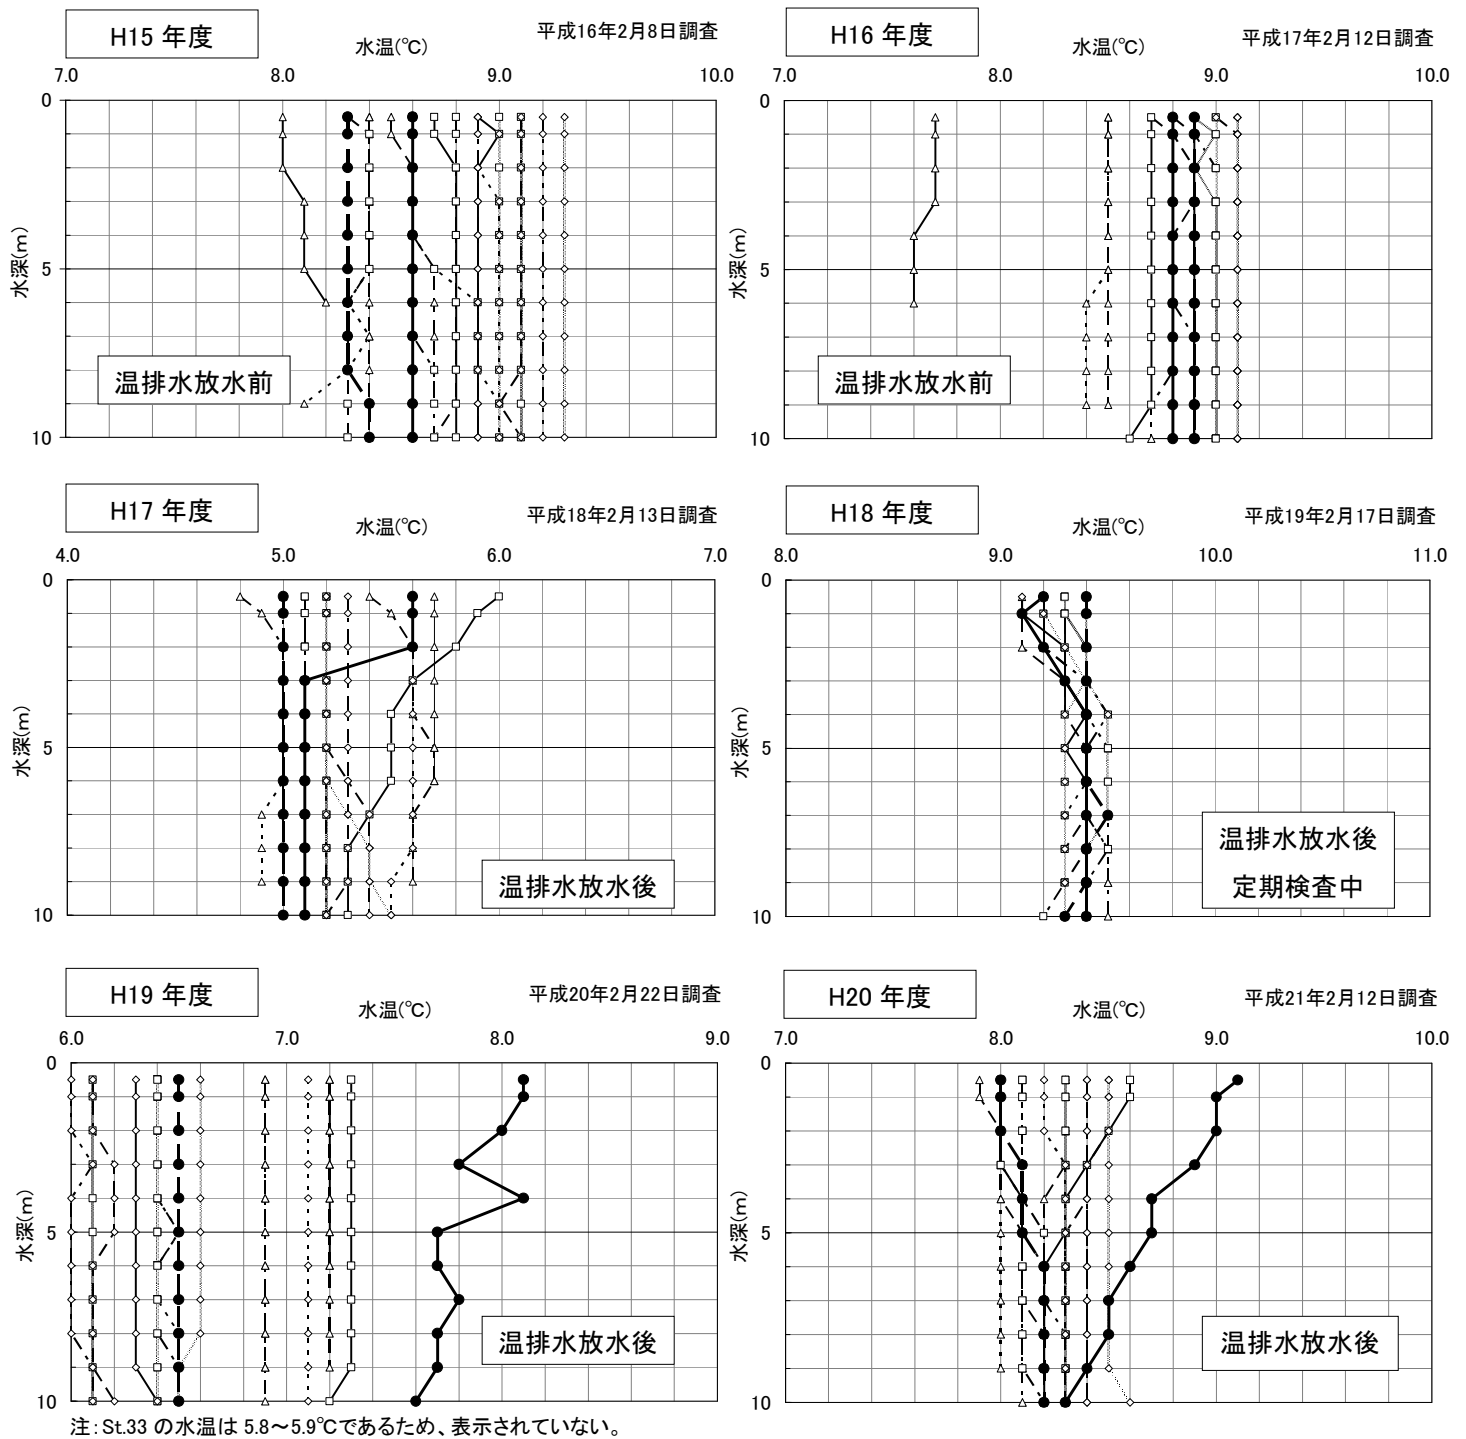 H15 年度
水温(℃)
平成16年2月8日調査
7.0 8.0 9.0 10.0
0
5
10
水深(m)
温排水放水前
H16 年度
水温(℃)
平成17年2月12日調査
7.0 8.0 9.0 10.0
0
5
10
水深(m)
温排水放水前
H17 年度
水温(℃)
平成18年2月13日調査
4.0 5.0 6.0 7.0
0
5
10
水深(m)
温排水放水後
H18 年度
水温(℃)
平成19年2月17日調査
8.0 9.0 10.0 11.0
0
5
10
水深(m)
温排水放水後
定期検査中
H19 年度
水温(℃)
平成20年2月22日調査
6.0 7.0 8.0 9.0
0
5
10
水深(m)
温排水放水後
H20 年度
水温(℃)
平成21年2月12日調査
7.0 8.0 9.0 10.0
0
5
10
水深(m)
温排水放水後
注: St.33 の水温は 5.8～5.9℃であるため、表示されていない。